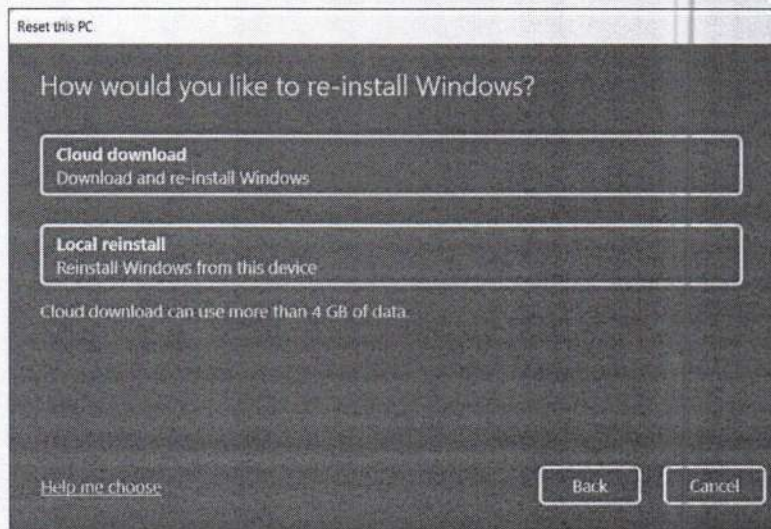 Reset this PC
How would you like to re-install Windows?
Cloud download
Download and re-install Windows
Local reinstall
Reinstall Windows from this device
Cloud download can use more than 4 GB of data.
Help me choose
Back
Cancel